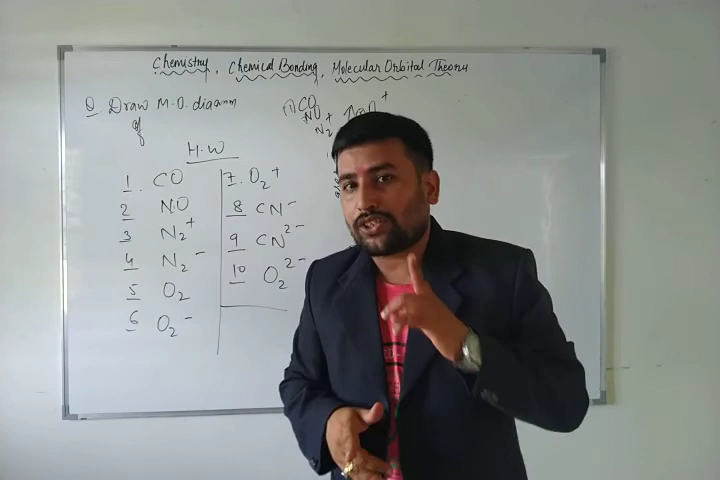 Chemistry, Chemical Bonding, Molecular Orbital Theory
Q. Draw M.O. diagram (1) CO
of NO
N₂⁺
H.W
1. CO
2 NO
3 N₂⁺
4 N₂⁻
5 O₂
6 O₂⁻
7. O₂⁺
8 CN⁻
9 CN²⁻
10 O₂²⁻